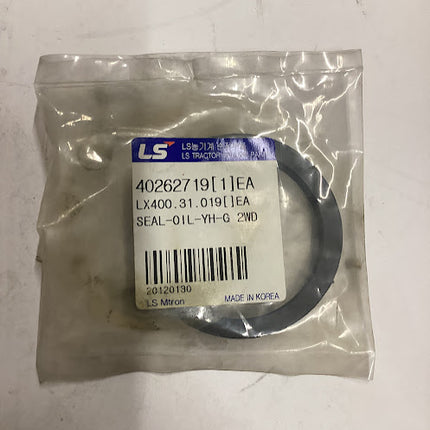 LS
LS농기계
LS TRACTOR
40262719[1]EA
LX400.31.019[]EA
SEAL-OIL-YH-G 2WD
20120130
LS Mtron
MADE IN KOREA